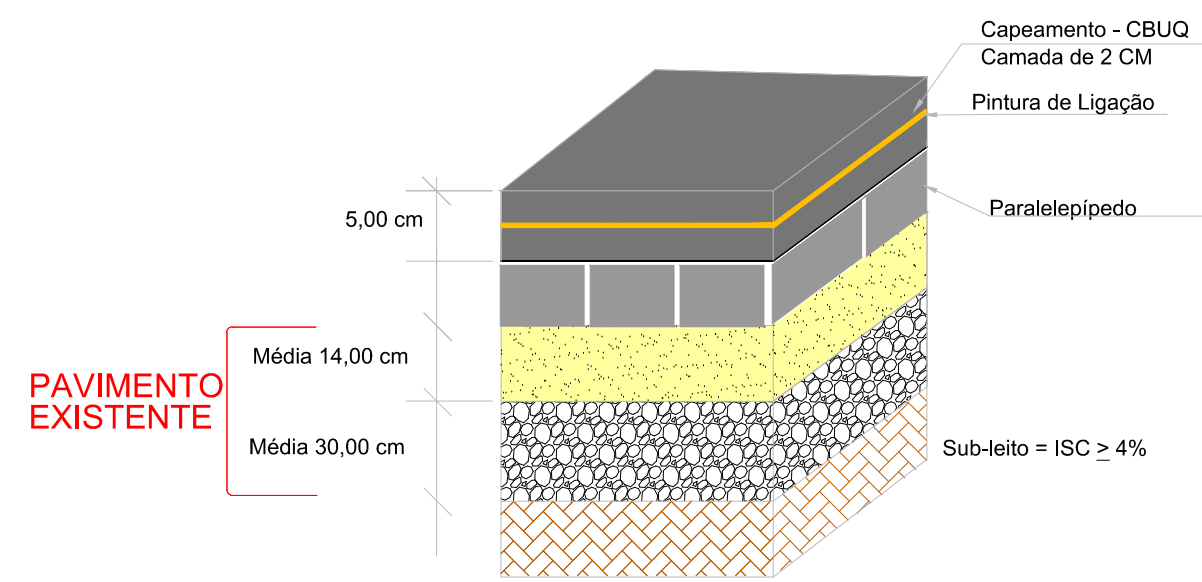 Capeamento - CBUQ
Camada de 2 CM
Pintura de Ligação
5,00 cm
Paralelepípedo
Média 14,00 cm
PAVIMENTO
EXISTENTE
Média 30,00 cm
Sub-leito = ISC ≥ 4%